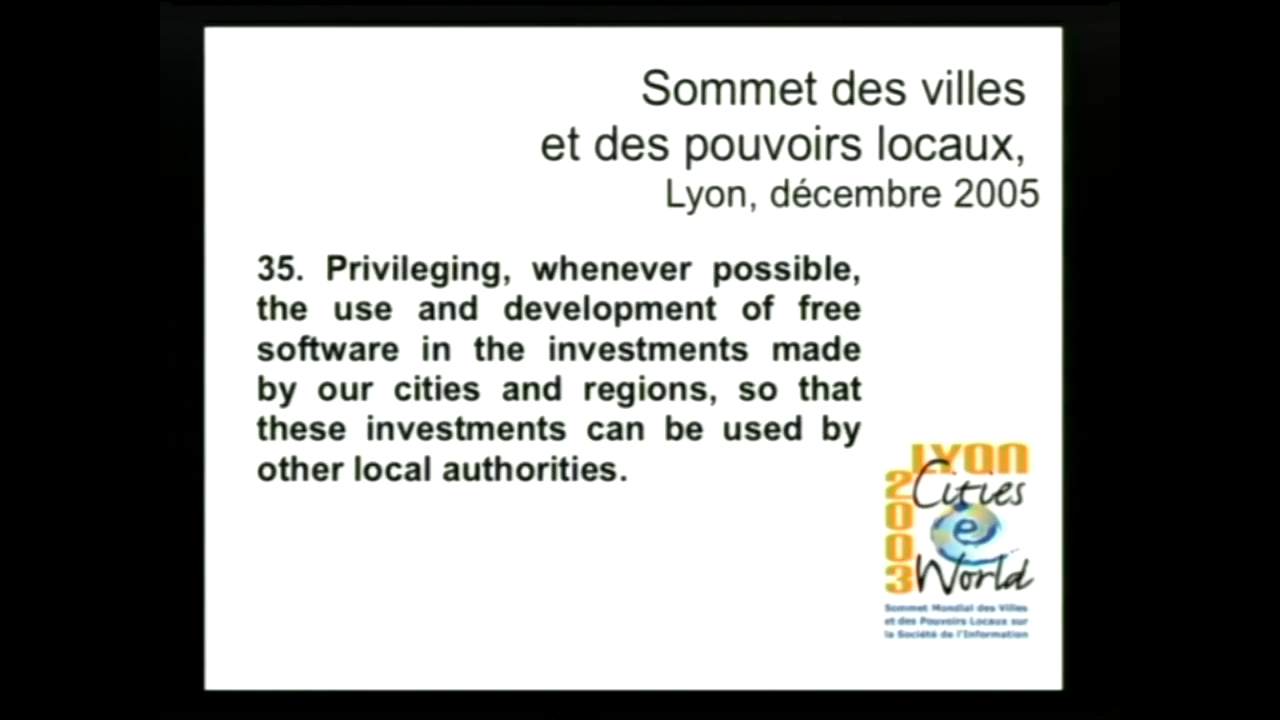 Sommet des villes
et des pouvoirs locaux,
Lyon, décembre 2005
35. Privileging, whenever possible,
the use and development of free
software in the investments made
by our cities and regions, so that
these investments can be used by
other local authorities.
LYON
2003
Cities
e
World
Sommet Mondial des Villes
et des Pouvoirs Locaux sur
la Société de l'Information